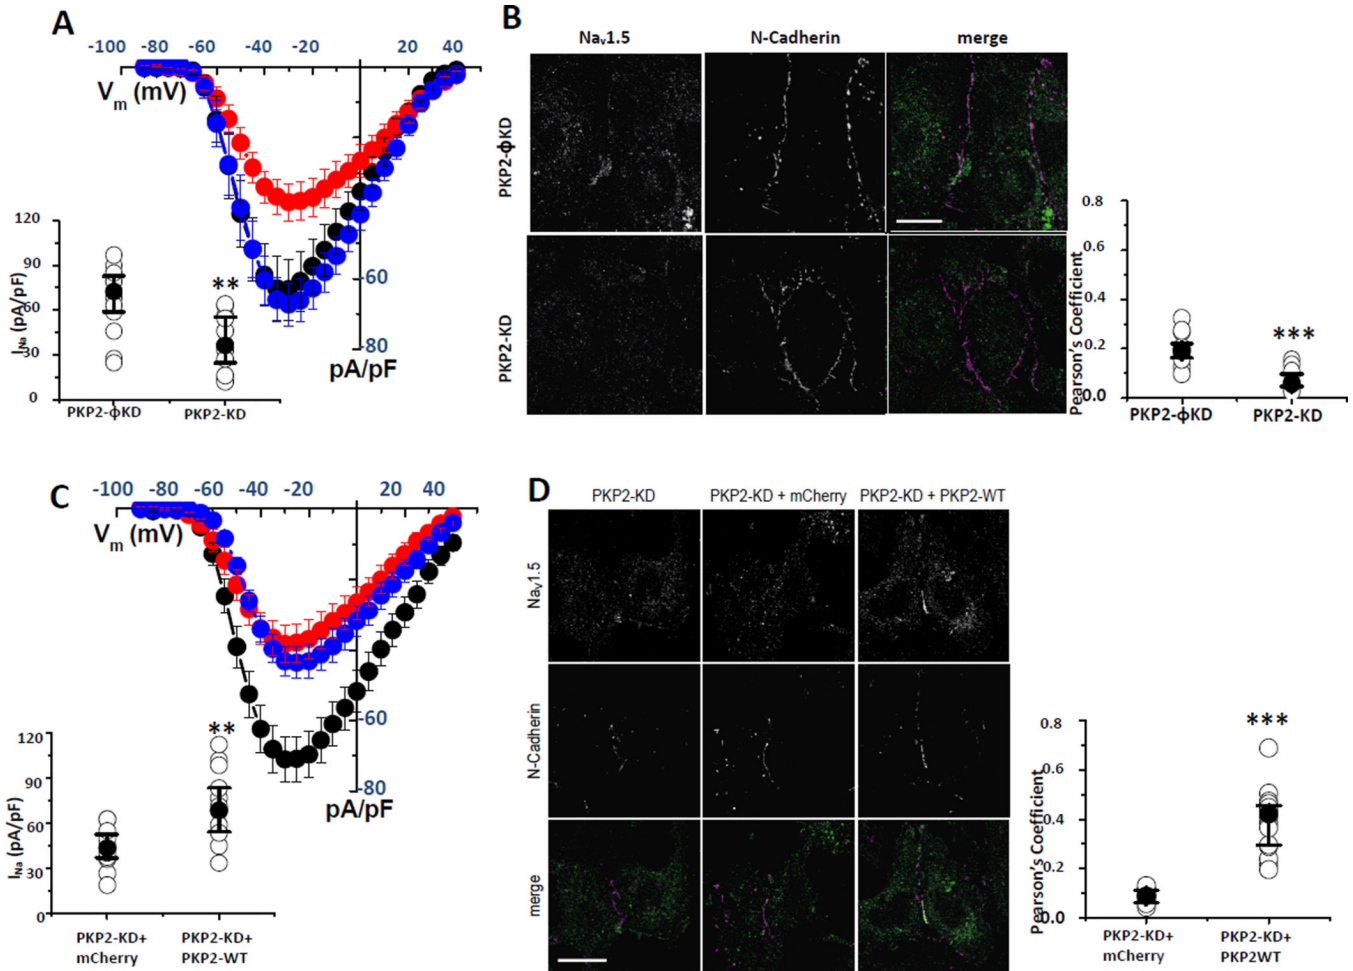 A
-100 -80 -60 -40 -20 20 40
Vm (mV)
-60
-80
pA/pF
INa (pA/pF)
120
90
60
30
0
**
PKP2-ϕKD PKP2-KD
B
Nav1.5 N-Cadherin merge
PKP2-ϕKD
PKP2-KD
Pearson's Coefficient
0.8
0.6
0.4
0.2
0.0
***
PKP2-ϕKD PKP2-KD
C
-100 -80 -60 -40 -20 20 40
Vm (mV)
-60
-80
pA/pF
INa (pA/pF)
120
90
60
30
0
**
PKP2-KD+ PKP2-KD+
mCherry PKP2-WT
D
PKP2-KD PKP2-KD + mCherry PKP2-KD + PKP2-WT
Nav1.5
N-Cadherin
merge
Pearson's Coefficient
0.8
0.6
0.4
0.2
0.0
***
PKP2-KD+ PKP2-KD+
mCherry PKP2WT